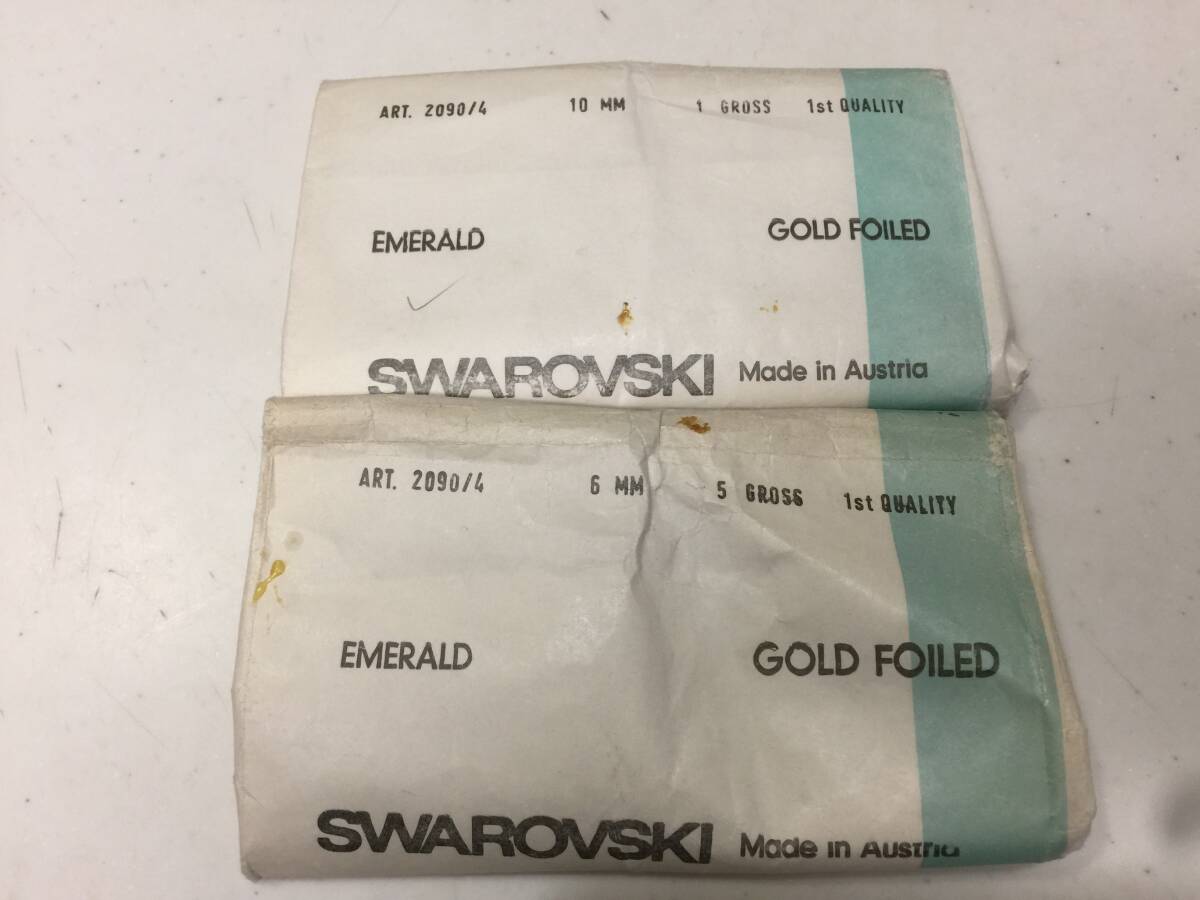 ART. 2090/4 10 MM 1 GROSS 1st QUALITY
EMERALD GOLD FOILED
SWAROVSKI Made in Austria
ART. 2090/4 6 MM 5 GROSS 1st QUALITY
EMERALD GOLD FOILED
SWAROVSKI Made in Austria